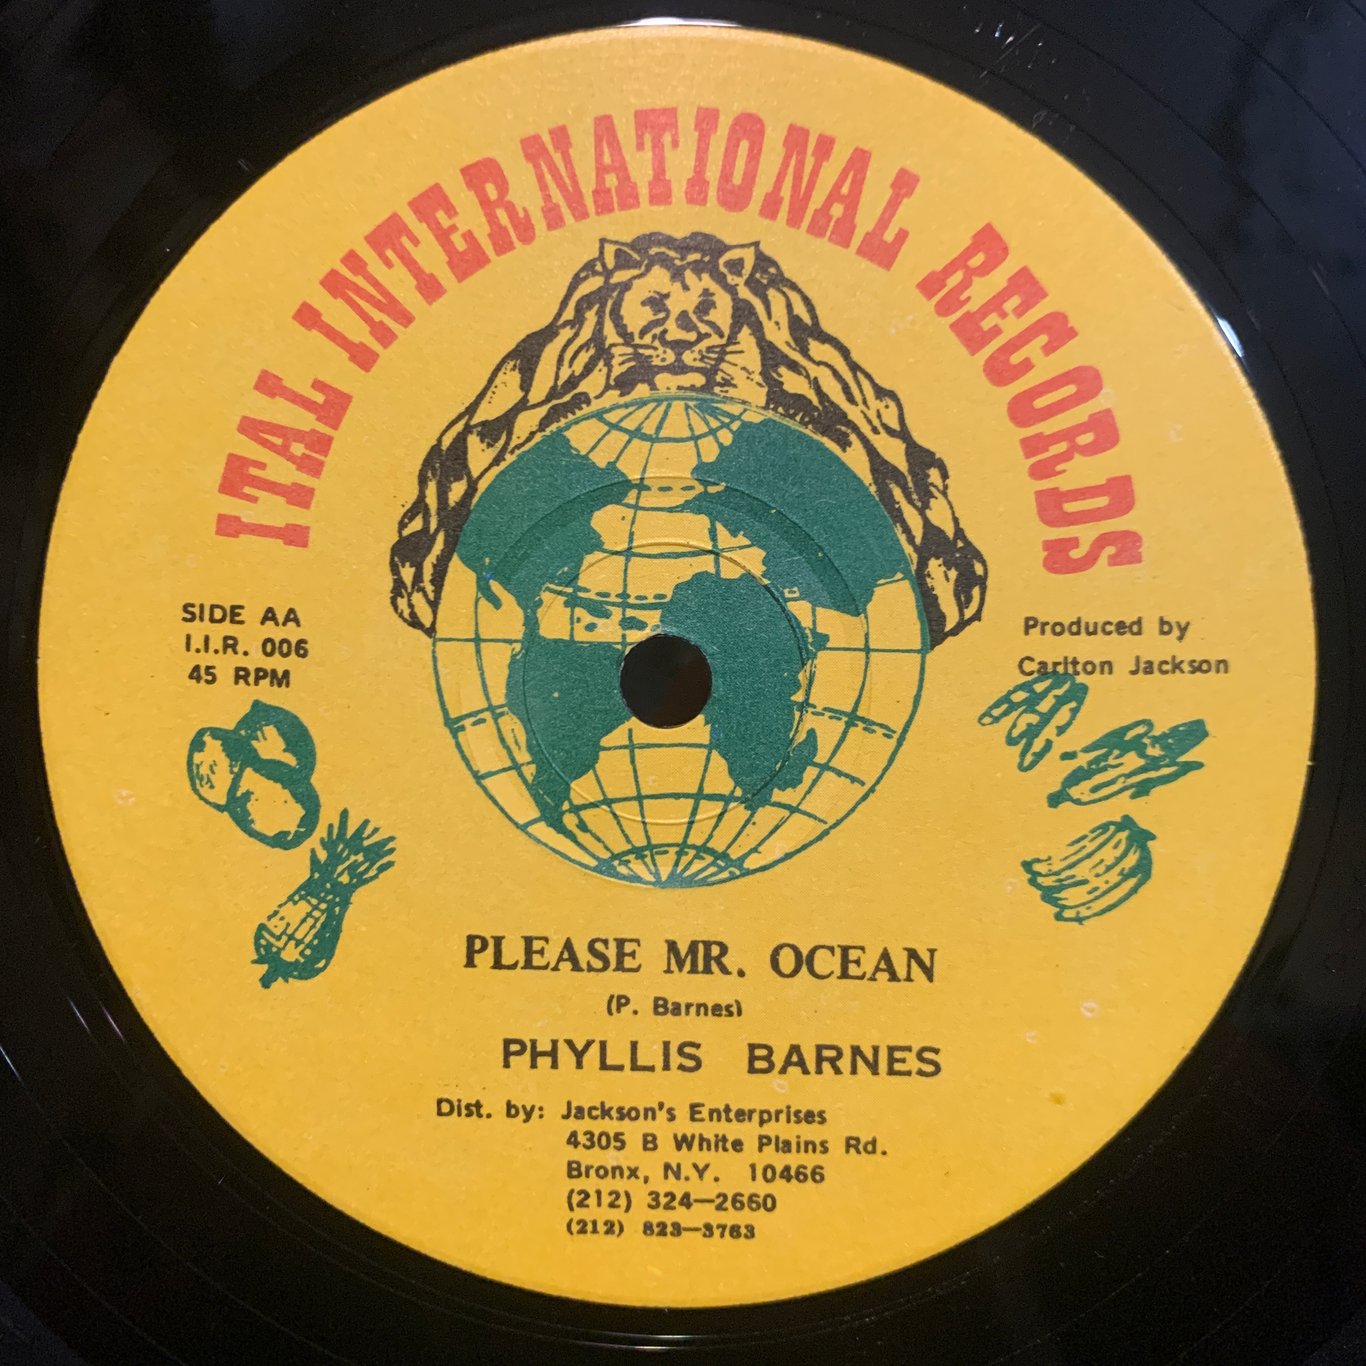 ITAL INTERNATIONAL RECORDS
SIDE AA
I.I.R. 006
45 RPM
Produced by
Carlton Jackson
PLEASE MR. OCEAN
(P. Barnes)
PHYLLIS BARNES
Dist. by: Jackson's Enterprises
4305 B White Plains Rd.
Bronx, N.Y. 10466
(212) 324—2660
(212) 823—3763